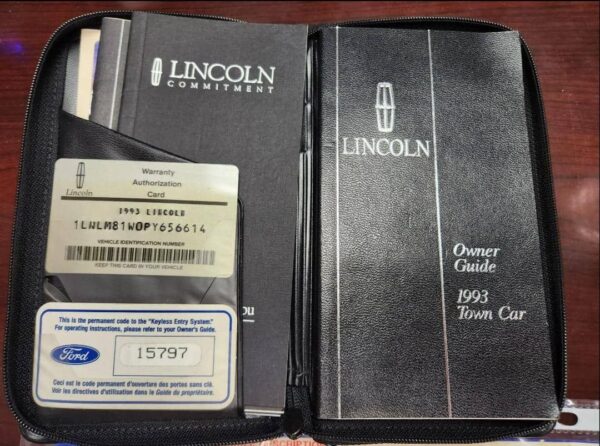 LINCOLN
COMMITMENT
Lincoln
Warranty
Authorization
Card
1993 LINCOLN
1LNLM81W0PY656614
VEHICLE IDENTIFICATION NUMBER
KEEP THIS CARD IN YOUR VEHICLE
ou
This is the permanent code to the "Keyless Entry System."
For operating instructions, please refer to your Owner's Guide.
Ford
15797
Ceci est le code permanent d'ouverture des portes sans clé.
Voir les directives d'utilisation dans le Guide du propriétaire.
LINCOLN
Owner
Guide
1993
Town Car